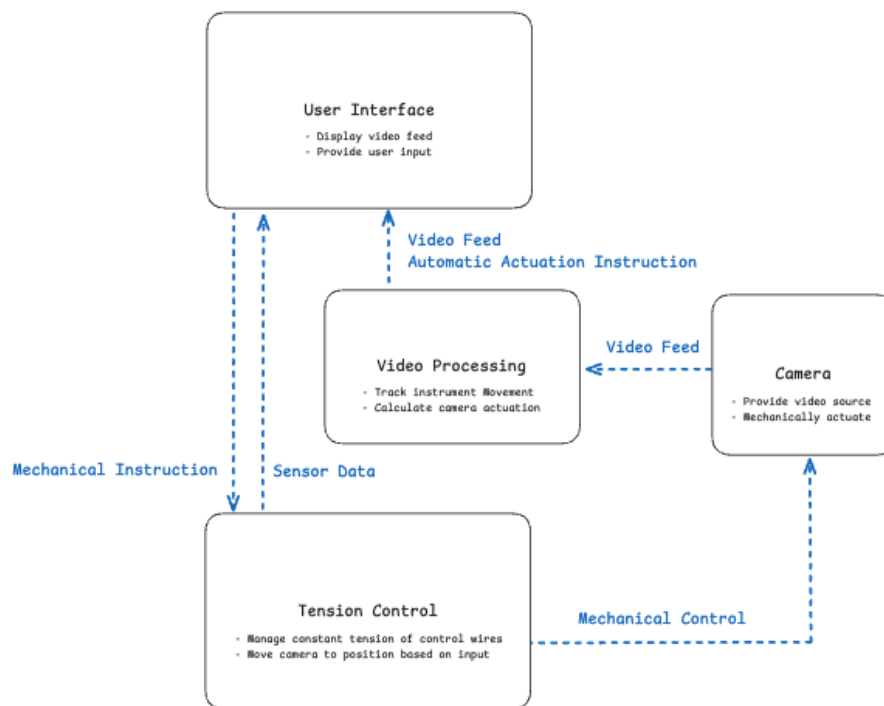 User Interface
- Display video feed
- Provide user input
Video Feed
Automatic Actuation Instruction
Video Processing
- Track instrument Movement
- Calculate camera actuation
Video Feed
Camera
- Provide video source
- Mechanically actuate
Mechanical Instruction
Sensor Data
Tension Control
- Manage constant tension of control wires
- Move camera to position based on input
Mechanical Control